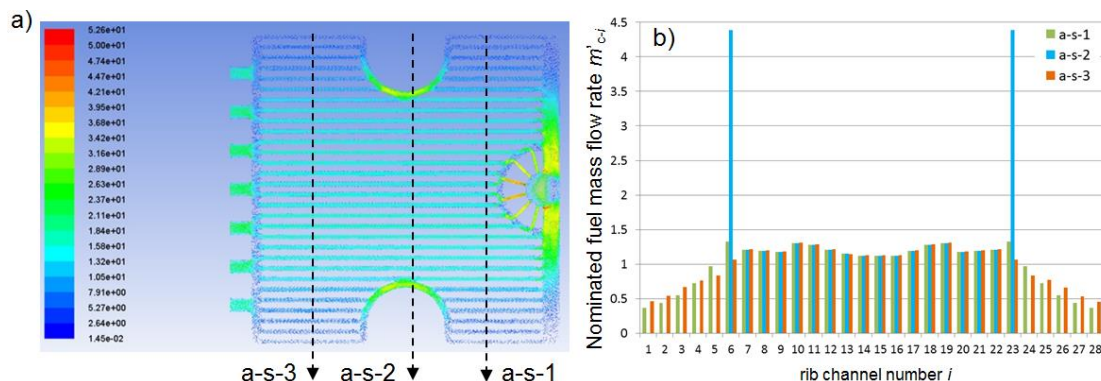 a)
5.26e+01
5.00e+01
4.74e+01
4.47e+01
4.21e+01
3.95e+01
3.68e+01
3.42e+01
3.16e+01
2.89e+01
2.63e+01
2.37e+01
2.11e+01
1.84e+01
1.58e+01
1.32e+01
1.05e+01
7.91e+00
5.27e+00
2.64e+00
1.45e-02
a-s-3 a-s-2 a-s-1
b)
Nominated fuel mass flow rate m'c-i
5
4.5
4
3.5
3
2.5
2
1.5
1
0.5
0
a-s-1
a-s-2
a-s-3
1 2 3 4 5 6 7 8 9 10 11 12 13 14 15 16 17 18 19 20 21 22 23 24 25 26 27 28
rib channel number i